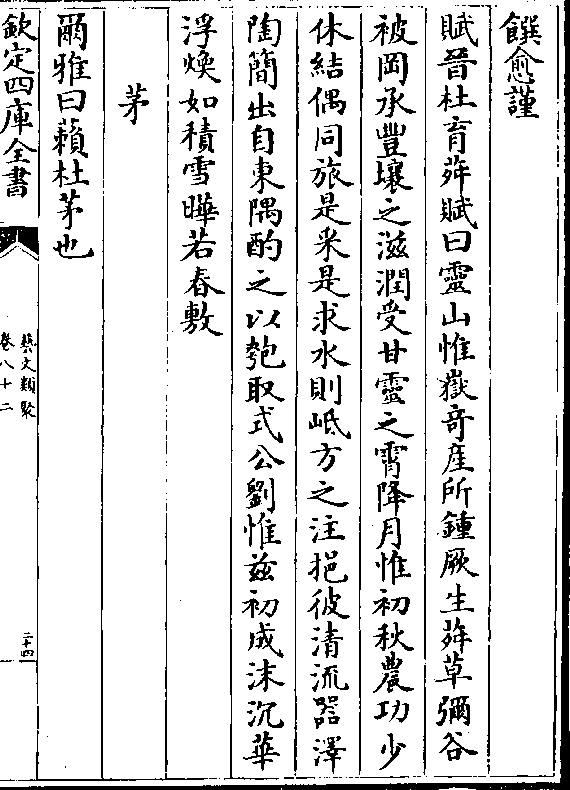 饌愈謹
賦晉杜育荈賦曰靈山惟嶽奇產所鍾厥生荈草彌谷
被岡承豐壤之滋潤受甘靈之霄降月惟初秋農功少
休結偶同旅是采是求水則岷方之注挹彼清流器澤
陶簡出自東隅酌之以匏取式公劉惟茲初成沫沉華
浮煥如積雪曄若春敷
茅
爾雅曰藾杜茅也
欽定四庫全書
藝文類聚
卷八十二
二十四